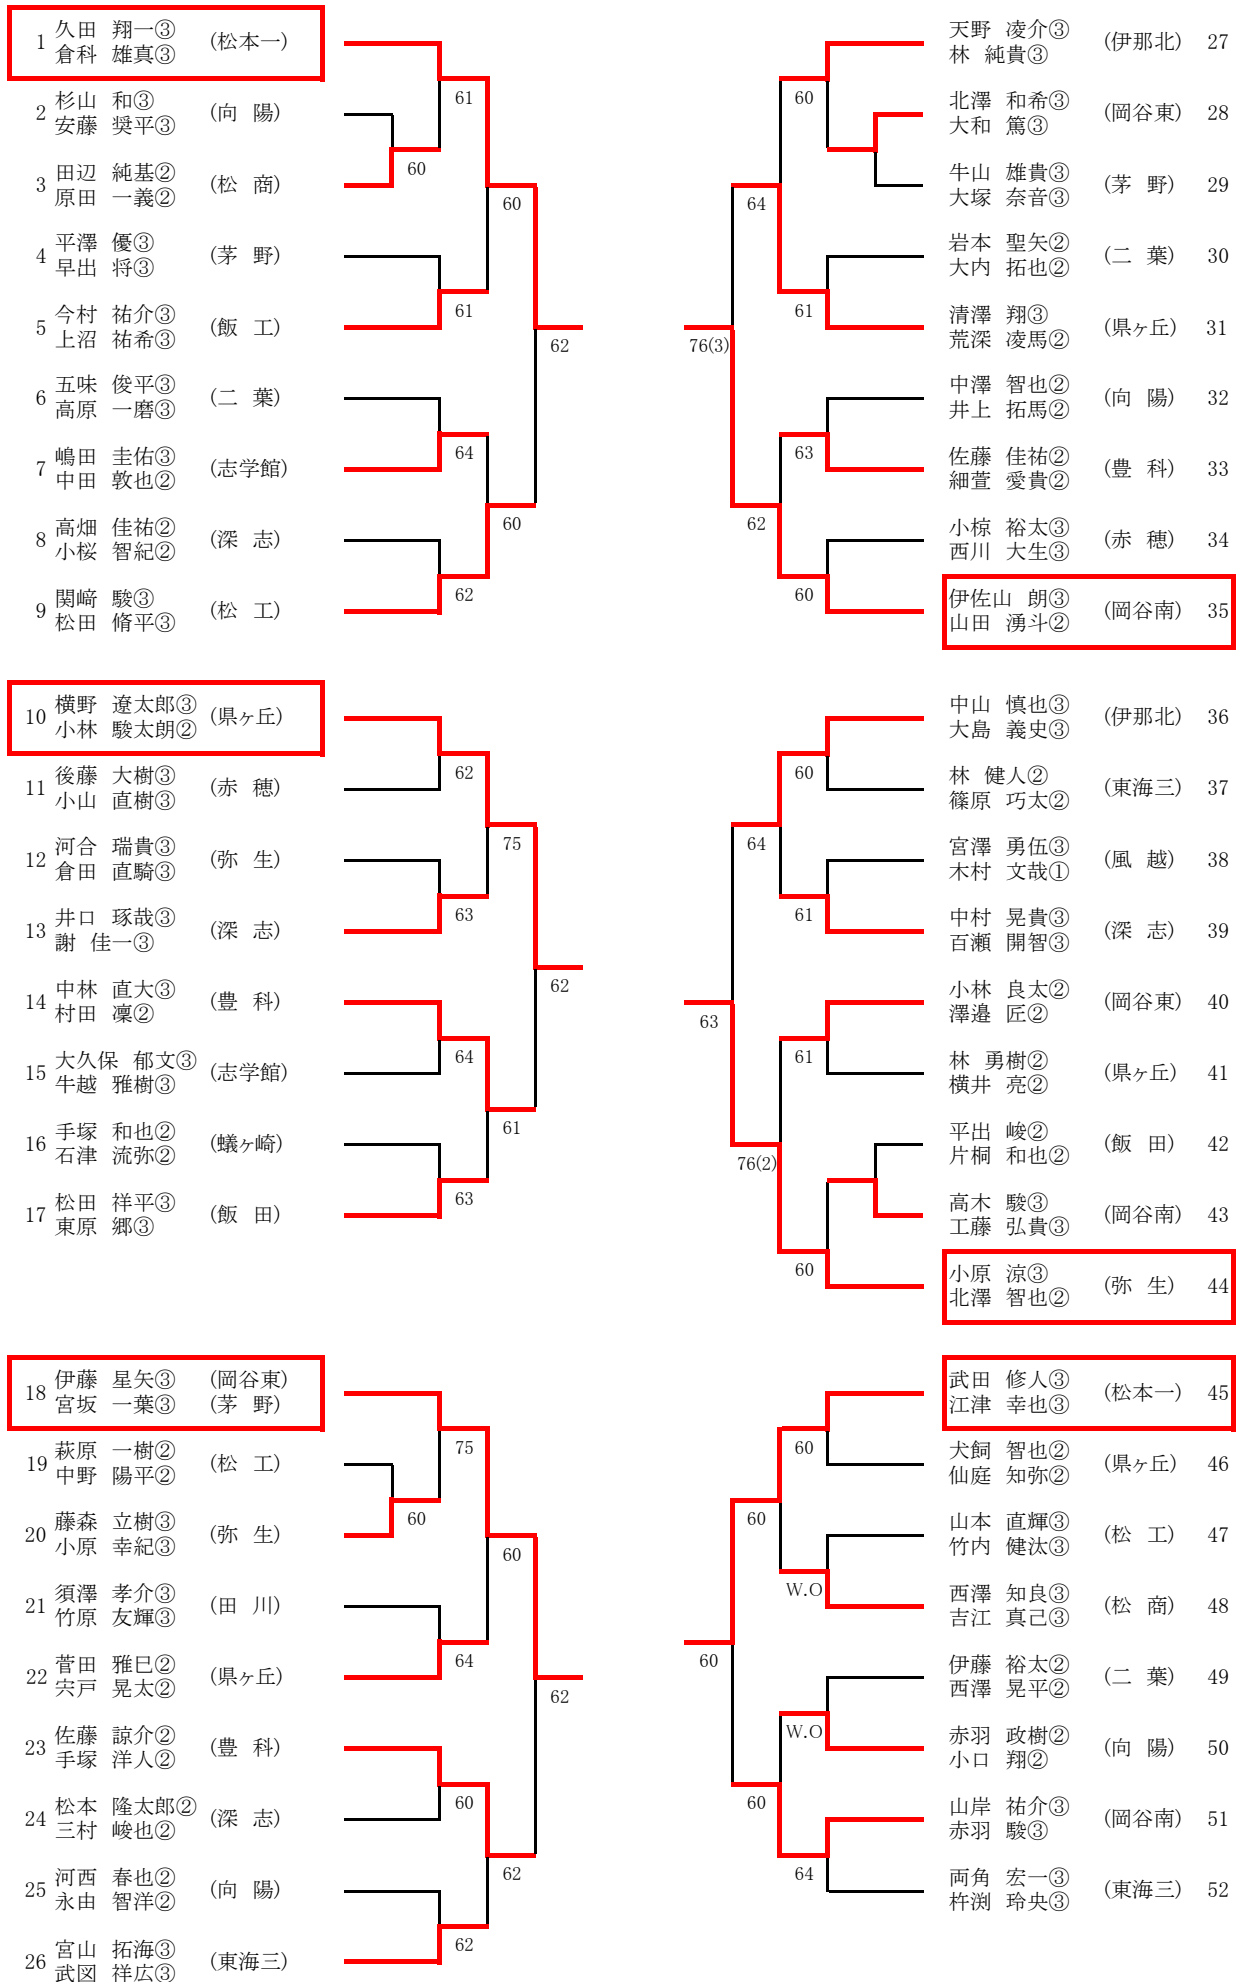 1 久田 翔一③ (松本一)
倉科 雄真③
2 杉山 和③ (向 陽)
安藤 奨平③
3 田辺 純基② (松 商)
原田 一義②
4 平澤 優③ (茅 野)
早出 将③
5 今村 祐介③ (飯 工)
上沼 祐希③
6 五味 俊平③ (二 葉)
高原 一磨③
7 嶋田 圭佑③ (志学館)
中田 敦也②
8 高畑 佳祐② (深 志)
小桜 智紀②
9 関﨑 駿③ (松 工)
松田 脩平③
61
60
60
61
62
64
60
62
10 横野 遼太郎③ (県ヶ丘)
小林 駿太朗②
11 後藤 大樹③ (赤 穂)
小山 直樹③
12 河合 瑞貴③ (弥 生)
倉田 直騎③
13 井口 琢哉③ (深 志)
謝 佳一③
14 中林 直大③ (豊 科)
村田 凜②
15 大久保 郁文③ (志学館)
牛越 雅樹③
16 手塚 和也② (蟻ヶ崎)
石津 流弥②
17 松田 祥平③ (飯 田)
東原 郷③
62
75
63
62
64
61
63
18 伊藤 星矢③ (岡谷東)
宮坂 一葉③ (茅 野)
19 萩原 一樹② (松 工)
中野 陽平②
20 藤森 立樹③ (弥 生)
小原 幸紀③
21 須澤 孝介③ (田 川)
竹原 友輝③
22 菅田 雅巳② (県ヶ丘)
宍戸 晃太②
23 佐藤 諒介② (豊 科)
手塚 洋人②
24 松本 隆太郎② (深 志)
三村 峻也②
25 河西 春也② (向 陽)
永由 智洋②
26 宮山 拓海③ (東海三)
武図 祥広③
75
60
60
64
62
60
62
62
天野 凌介③ (伊那北) 27
林 純貴③
北澤 和希③ (岡谷東) 28
大和 篤③
牛山 雄貴③ (茅 野) 29
大塚 奈音③
岩本 聖矢② (二 葉) 30
大内 拓也②
清澤 翔③ (県ヶ丘) 31
荒深 凌馬②
中澤 智也② (向 陽) 32
井上 拓馬②
佐藤 佳祐② (豊 科) 33
細萱 愛貴②
小椋 裕太③ (赤 穂) 34
西川 大生③
伊佐山 朗③ (岡谷南) 35
山田 湧斗②
60
64
61
76(3)
63
62
60
中山 慎也③ (伊那北) 36
大島 義史③
林 健人② (東海三) 37
篠原 巧太②
宮澤 勇伍③ (風 越) 38
木村 文哉①
中村 晃貴③ (深 志) 39
百瀬 開智③
小林 良太② (岡谷東) 40
澤邉 匠②
林 勇樹② (県ヶ丘) 41
横井 亮②
平出 峻② (飯 田) 42
片桐 和也②
高木 駿③ (岡谷南) 43
工藤 弘貴③
小原 涼③ (弥 生) 44
北澤 智也②
60
64
61
63
61
76(2)
60
武田 修人③ (松本一) 45
江津 幸也③
犬飼 智也② (県ヶ丘) 46
仙庭 知弥②
山本 直輝③ (松 工) 47
竹内 健汰③
西澤 知良③ (松 商) 48
吉江 真己③
伊藤 裕太② (二 葉) 49
西澤 晃平②
赤羽 政樹② (向 陽) 50
小口 翔②
山岸 祐介③ (岡谷南) 51
赤羽 駿③
両角 宏一③ (東海三) 52
杵渕 玲央③
60
60
W.O
60
W.O
60
64